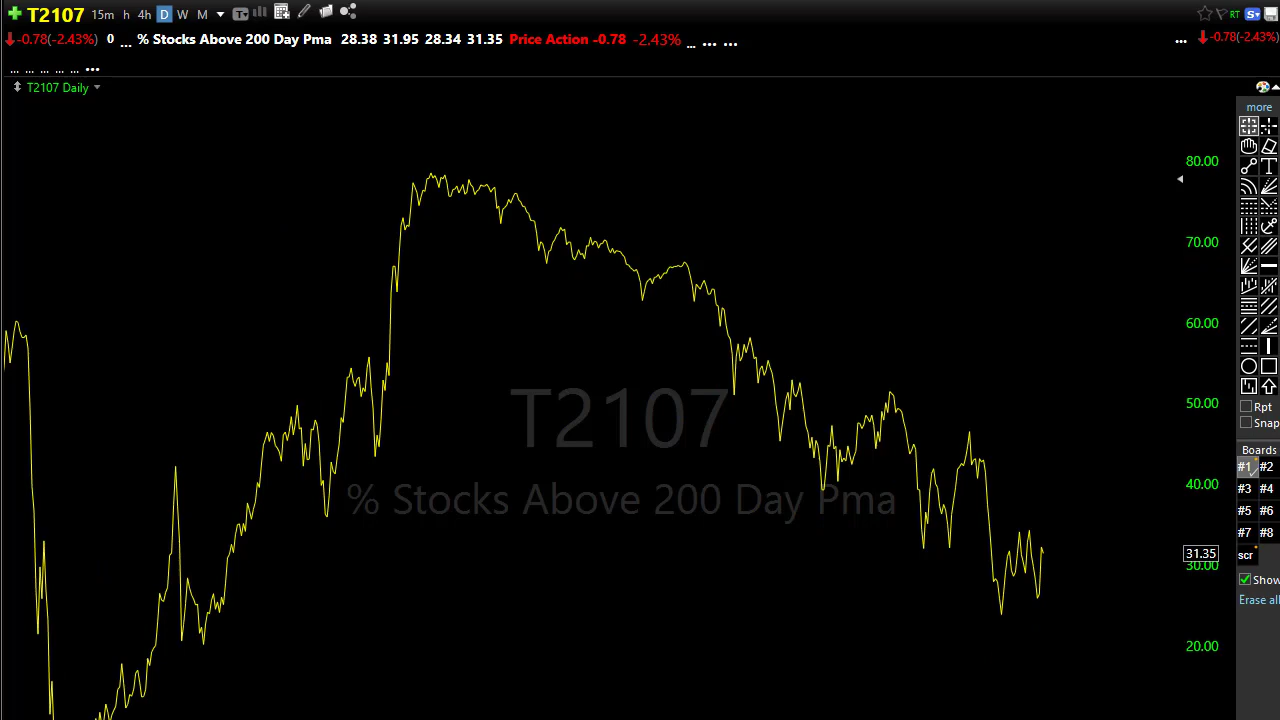 T2107 15m h 4h D W M T RT S
-0.78(-2.43%) 0 ... % Stocks Above 200 Day Pma 28.38 31.95 28.34 31.35 Price Action -0.78 -2.43% ... ... ... ... -0.78(-2.43%)
... ... ... ... ... ...
T2107 Daily
more
80.00
70.00
60.00
50.00
40.00
31.35
30.00
20.00
T2107
% Stocks Above 200 Day Pma
T
Rpt
Snap
Boards
#1 #2
#3 #4
#5 #6
#7 #8
scr
Show
Erase all